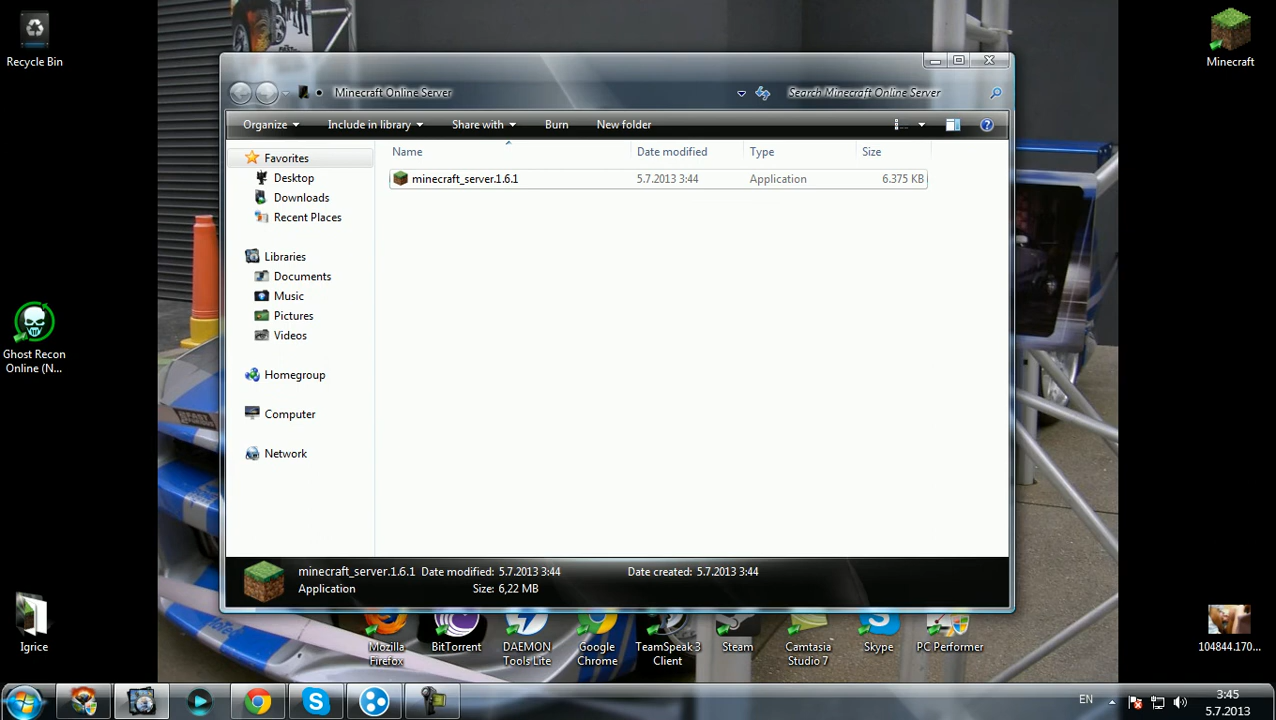 Recycle Bin
Minecraft
Minecraft Online Server
Search Minecraft Online Server
Organize
Include in library
Share with
Burn
New folder
Name
Date modified
Type
Size
Favorites
minecraft_server.1.6.1
5.7.2013 3:44
Application
6.375 KB
Desktop
Downloads
Recent Places
Libraries
Documents
Music
Pictures
Videos
Ghost Recon
Online (N...
Homegroup
Computer
Network
minecraft_server.1.6.1 Date modified: 5.7.2013 3:44
Date created: 5.7.2013 3:44
Application
Size: 6,22 MB
Igrice
Mozilla
Firefox
BitTorrent
DAEMON
Tools Lite
Google
Chrome
TeamSpeak 3
Client
Steam
Camtasia
Studio 7
Skype
PC Performer
104844.170...
EN
3:45
5.7.2013